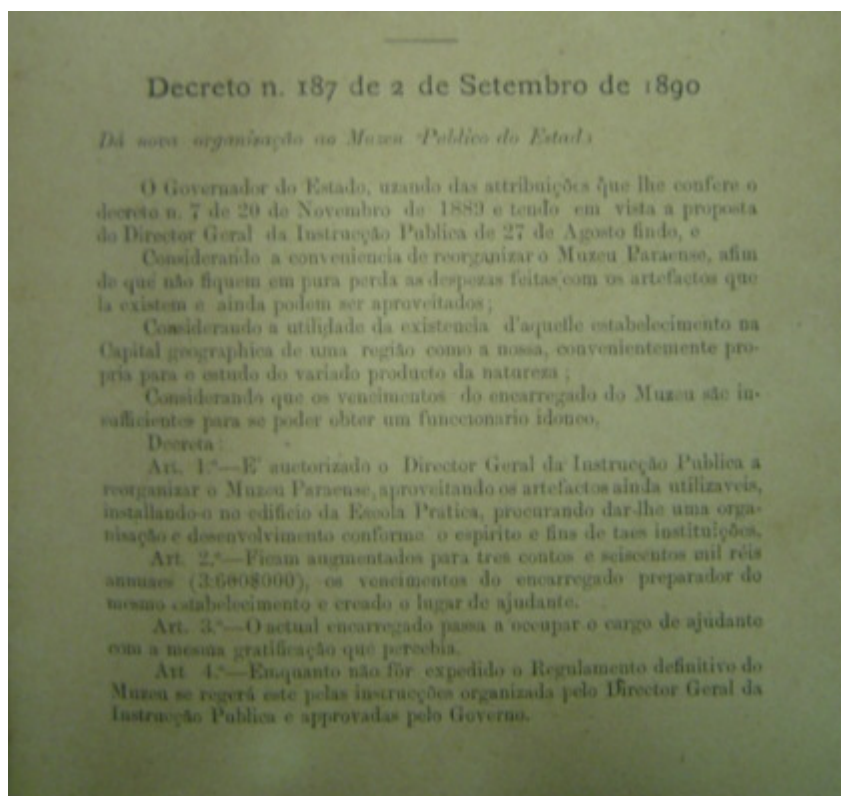 Decreto n. 187 de 2 de Setembro de 1890
Dá nova organisação ao Muzeu Publico do Estado
O Governador do Estado, uzando das attribuições que lhe confere o
decreto n. 7 de 20 de Novembro de 1889 e tendo em vista a proposta
do Director Geral da Instrucção Publica de 27 de Agosto findo, e
Considerando a conveniencia de reorganizar o Muzeu Paraense, afim
de que não fiquem em pura perda as despezas feitas com os artefactos que
la existem e ainda podem ser aproveitados;
Considerando a utilidade da existencia d'aquelle estabelecimento na
Capital geographica de uma região como a nossa, convenientemente pro-
pria para o estudo do variado producto da natureza;
Considerando que os vencimentos do encarregado do Muzeu são in-
sufficientes para se poder obter um funccionario idoneo,
Decreta:
Art. 1.º—E' auctorizado o Director Geral da Instrucção Publica a
reorganizar o Muzeu Paraense, aproveitando os artefactos ainda utilizaveis,
installando-o no edificio da Escola Pratica, procurando dar-lhe uma orga-
nisação e desenvolvimento conforme o espirito e fins de taes instituições.
Art. 2.º—Ficam augmentados para tres contos e seiscentos mil réis
annuaes (3:600$000), os vencimentos do encarregado preparador do
mesmo estabelecimento e creado o lugar de ajudante.
Art. 3.º—O actual encarregado passa a occupar o cargo de ajudante
com a mesma gratificação que percebia.
Art 4.º—Emquanto não fôr expedido o Regulamento definitivo do
Muzeu se regerá este pelas instrucções organizada pelo Director Geral da
Instrucção Publica e approvadas pelo Governo.